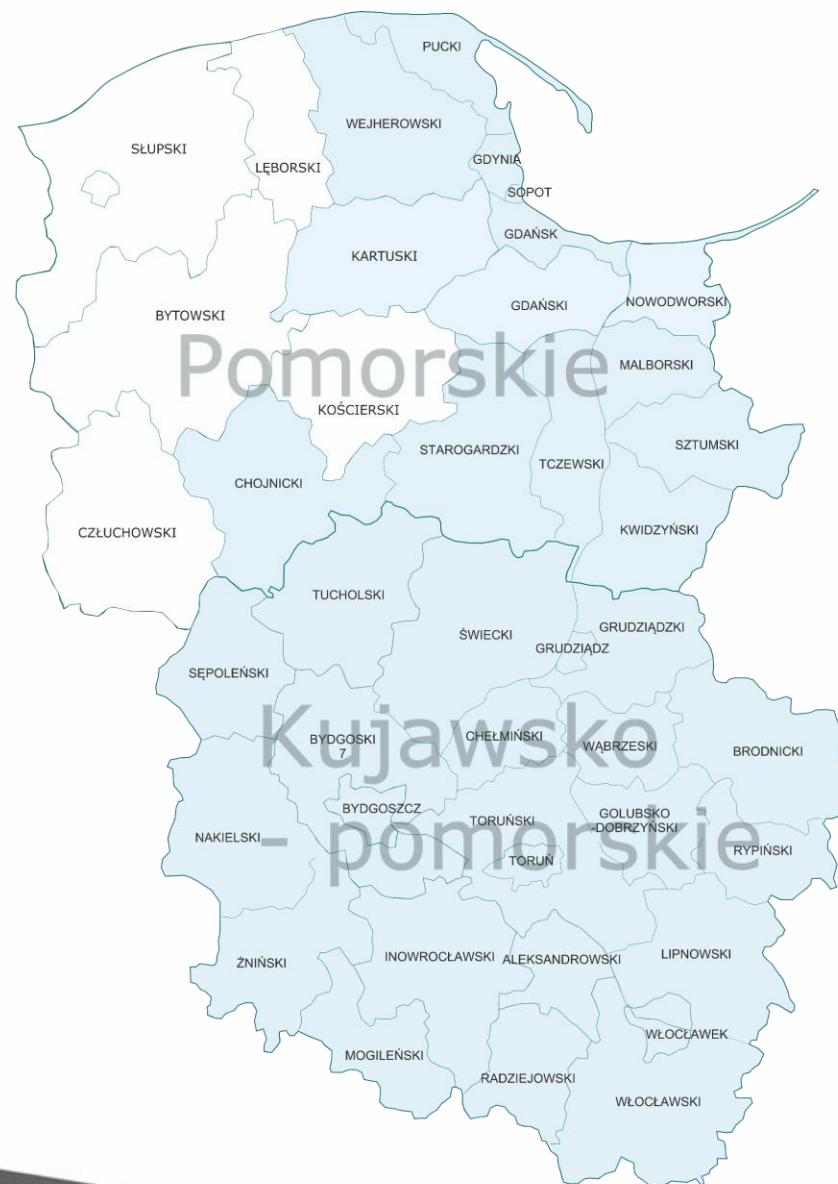 PUCKI
WEJHEROWSKI
SŁUPSKI
GDYNIA
LĘBORSKI
SOPOT
GDAŃSK
KARTUSKI
GDAŃSKI
NOWODWORSKI
BYTOWSKI
Pomorskie
MALBORSKI
KOŚCIERSKI
STAROGARDZKI
TCZEWSKI
SZTUMSKI
CHOJNICKI
CZŁUCHOWSKI
KWIDZYŃSKI
TUCHOLSKI
ŚWIECKI
GRUDZIĄDZKI
GRUDZIĄDZ
SĘPOLEŃSKI
Kujawsko
BYDGOSKI
7
CHEŁMIŃSKI
WĄBRZESKI
BRODNICKI
BYDGOSZCZ
TORUŃSKI
GOLUBSKO
-DOBRZYŃSKI
NAKIELSKI
- pomorskie
TORUŃ
RYPIŃSKI
ŻNIŃSKI
INOWROCŁAWSKI
ALEKSANDROWSKI
LIPNOWSKI
WŁOCŁAWEK
MOGILEŃSKI
RADZIEJOWSKI
WŁOCŁAWSKI